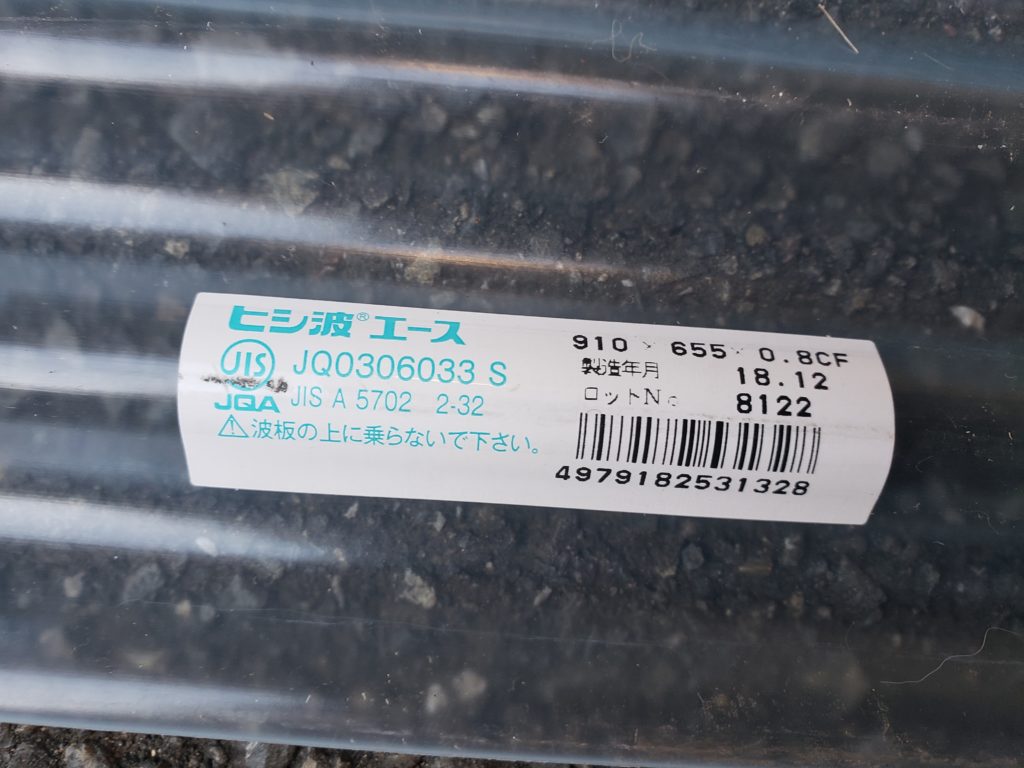 ヒシ波®エース
JIS JQ0306033 S
JQA JIS A 5702 2-32
⚠波板の上に乗らないで下さい。
910 × 655 × 0.8CF
製造年月 18.12
ロットNo 8122
4979182531328